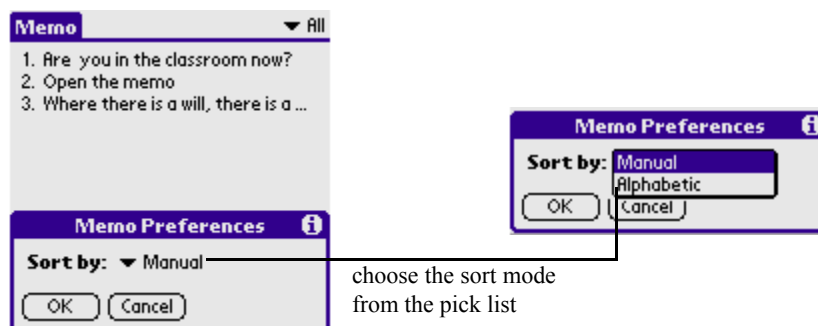 Memo All
1. Are you in the classroom now?
2. Open the memo
3. Where there is a will, there is a ...
Memo Preferences
Sort by: Manual
OK Cancel
Memo Preferences
Sort by: Manual
Alphabetic
OK Cancel
choose the sort mode
from the pick list